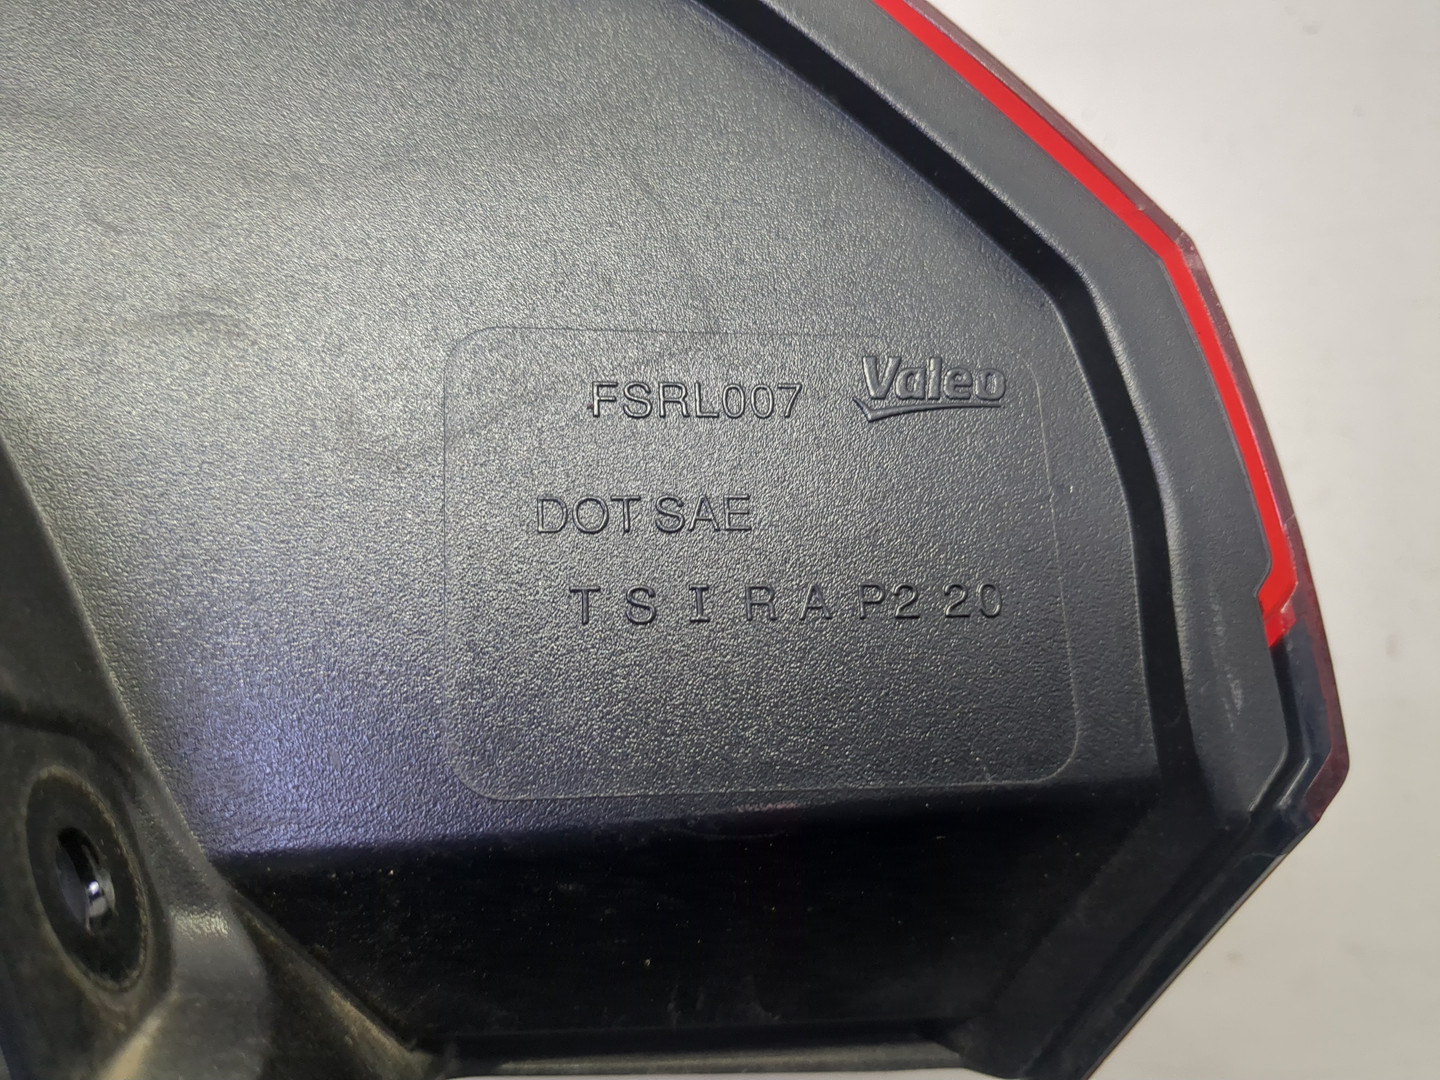 FSRL007 Valeo
DOT SAE
T S I R A P2 20